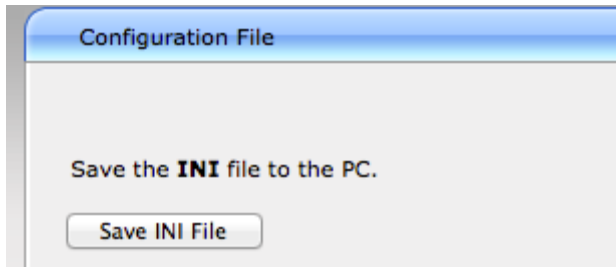 Configuration File
Save the INI file to the PC.
Save INI File